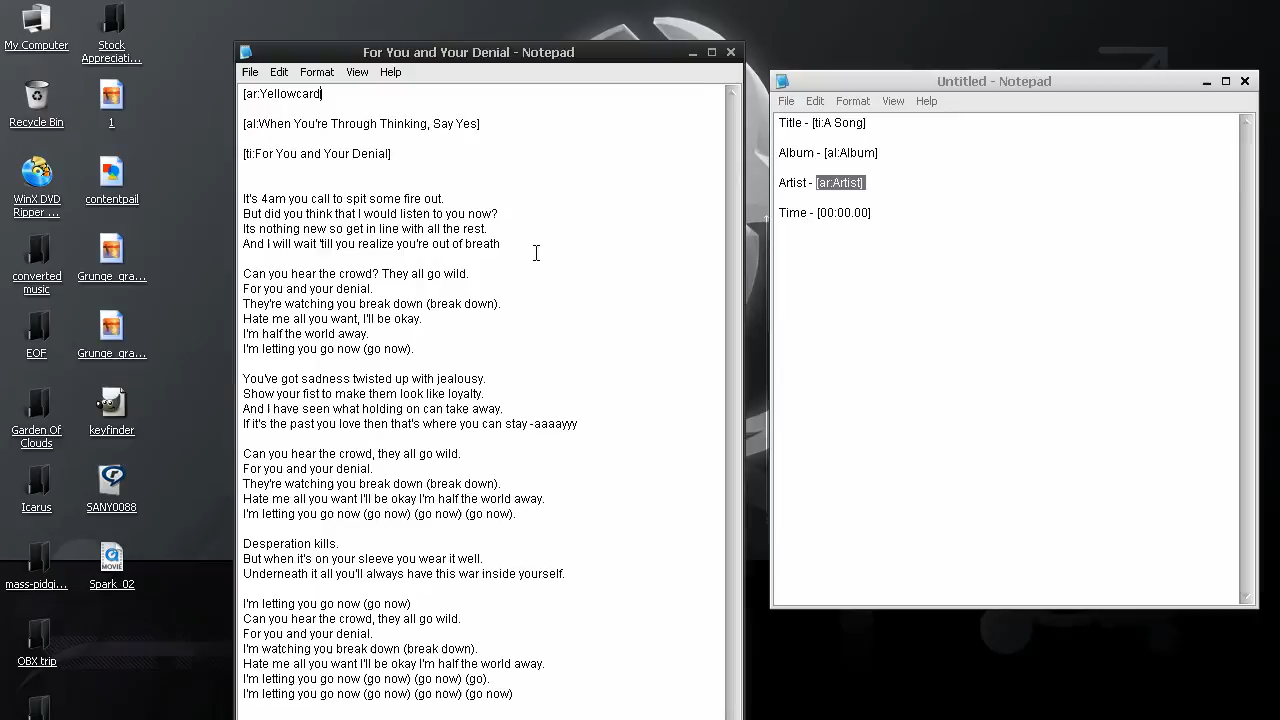 My Computer
Stock
Appreciati...
Recycle Bin
1
WinX DVD
Ripper ...
contentpail
converted
music
Grunge_gra...
EOF
Grunge_gra...
Garden Of
Clouds
keyfinder
Icarus
SANY0088
mass-pidqi...
MOVIE
Spark_02
OBX trip
For You and Your Denial - Notepad
File Edit Format View Help
[ar:Yellowcard
[al:When You're Through Thinking, Say Yes]
[ti:For You and Your Denial]
It's 4am you call to spit some fire out.
But did you think that I would listen to you now?
Its nothing new so get in line with all the rest.
And I will wait 'till you realize you're out of breath
Can you hear the crowd? They all go wild.
For you and your denial.
They're watching you break down (break down).
Hate me all you want, I'll be okay.
I'm half the world away.
I'm letting you go now (go now).
You've got sadness twisted up with jealousy.
Show your fist to make them look like loyalty.
And I have seen what holding on can take away.
If it's the past you love then that's where you can stay -aaaayyy
Can you hear the crowd, they all go wild.
For you and your denial.
They're watching you break down (break down).
Hate me all you want I'll be okay I'm half the world away.
I'm letting you go now (go now) (go now) (go now).
Desperation kills.
But when it's on your sleeve you wear it well.
Underneath it all you'll always have this war inside yourself.
I'm letting you go now (go now)
Can you hear the crowd, they all go wild.
For you and your denial.
I'm watching you break down (break down).
Hate me all you want I'll be okay I'm half the world away.
I'm letting you go now (go now) (go now) (go).
I'm letting you go now (go now) (go now) (go now)
Untitled - Notepad
File Edit Format View Help
Title - [ti:A Song]
Album - [al:Album]
Artist - [ar:Artist]
Time - [00:00.00]